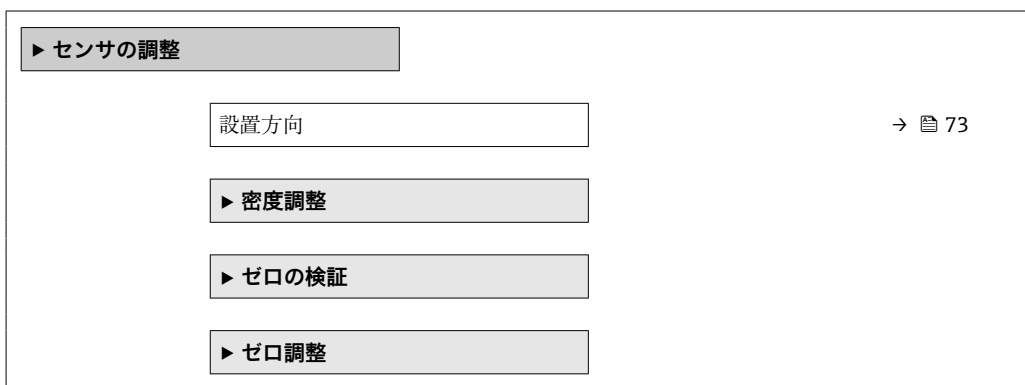 ▶ センサの調整
設置方向 → 73
▶ 密度調整
▶ ゼロの検証
▶ ゼロ調整